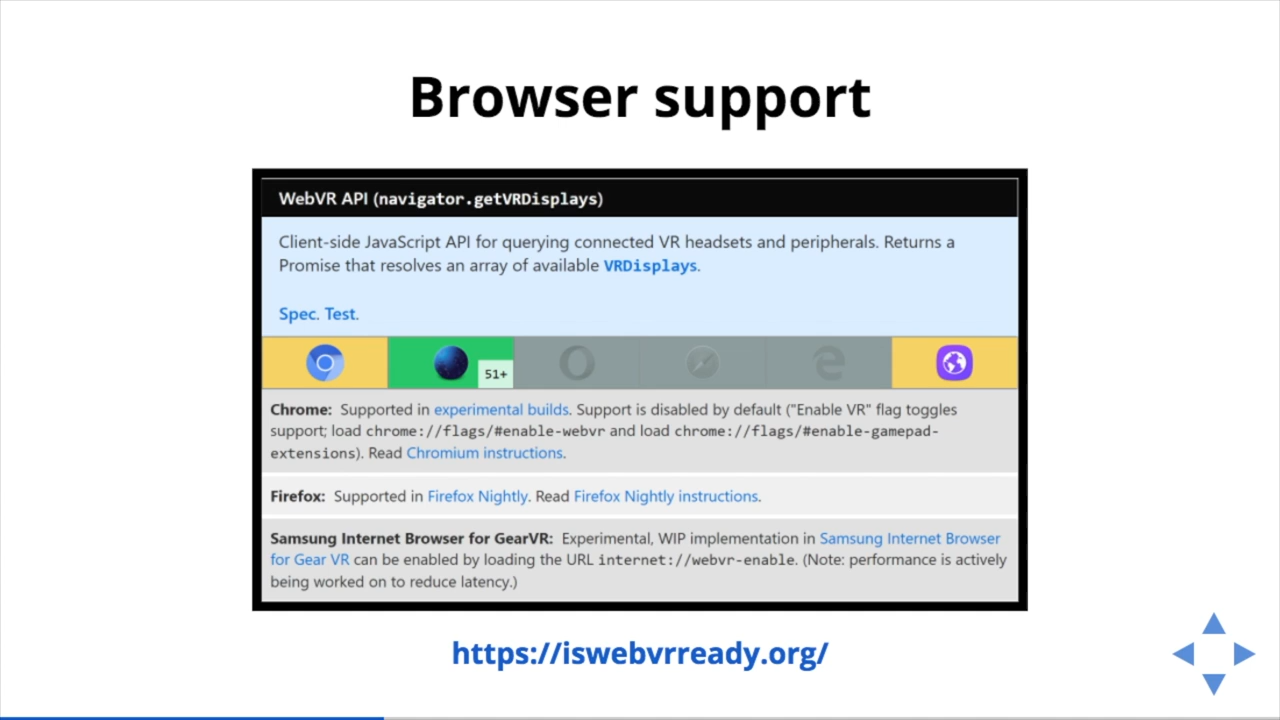 Browser support
WebVR API (navigator.getVRDisplays)
Client-side JavaScript API for querying connected VR headsets and peripherals. Returns a
Promise that resolves an array of available VRDisplays.
Spec. Test.
51+
Chrome: Supported in experimental builds. Support is disabled by default ("Enable VR" flag toggles
support; load chrome://flags/#enable-webvr and load chrome://flags/#enable-gamepad-
extensions). Read Chromium instructions.
Firefox: Supported in Firefox Nightly. Read Firefox Nightly instructions.
Samsung Internet Browser for GearVR: Experimental, WIP implementation in Samsung Internet Browser
for Gear VR can be enabled by loading the URL internet://webvr-enable. (Note: performance is actively
being worked on to reduce latency.)
https://iswebvrready.org/